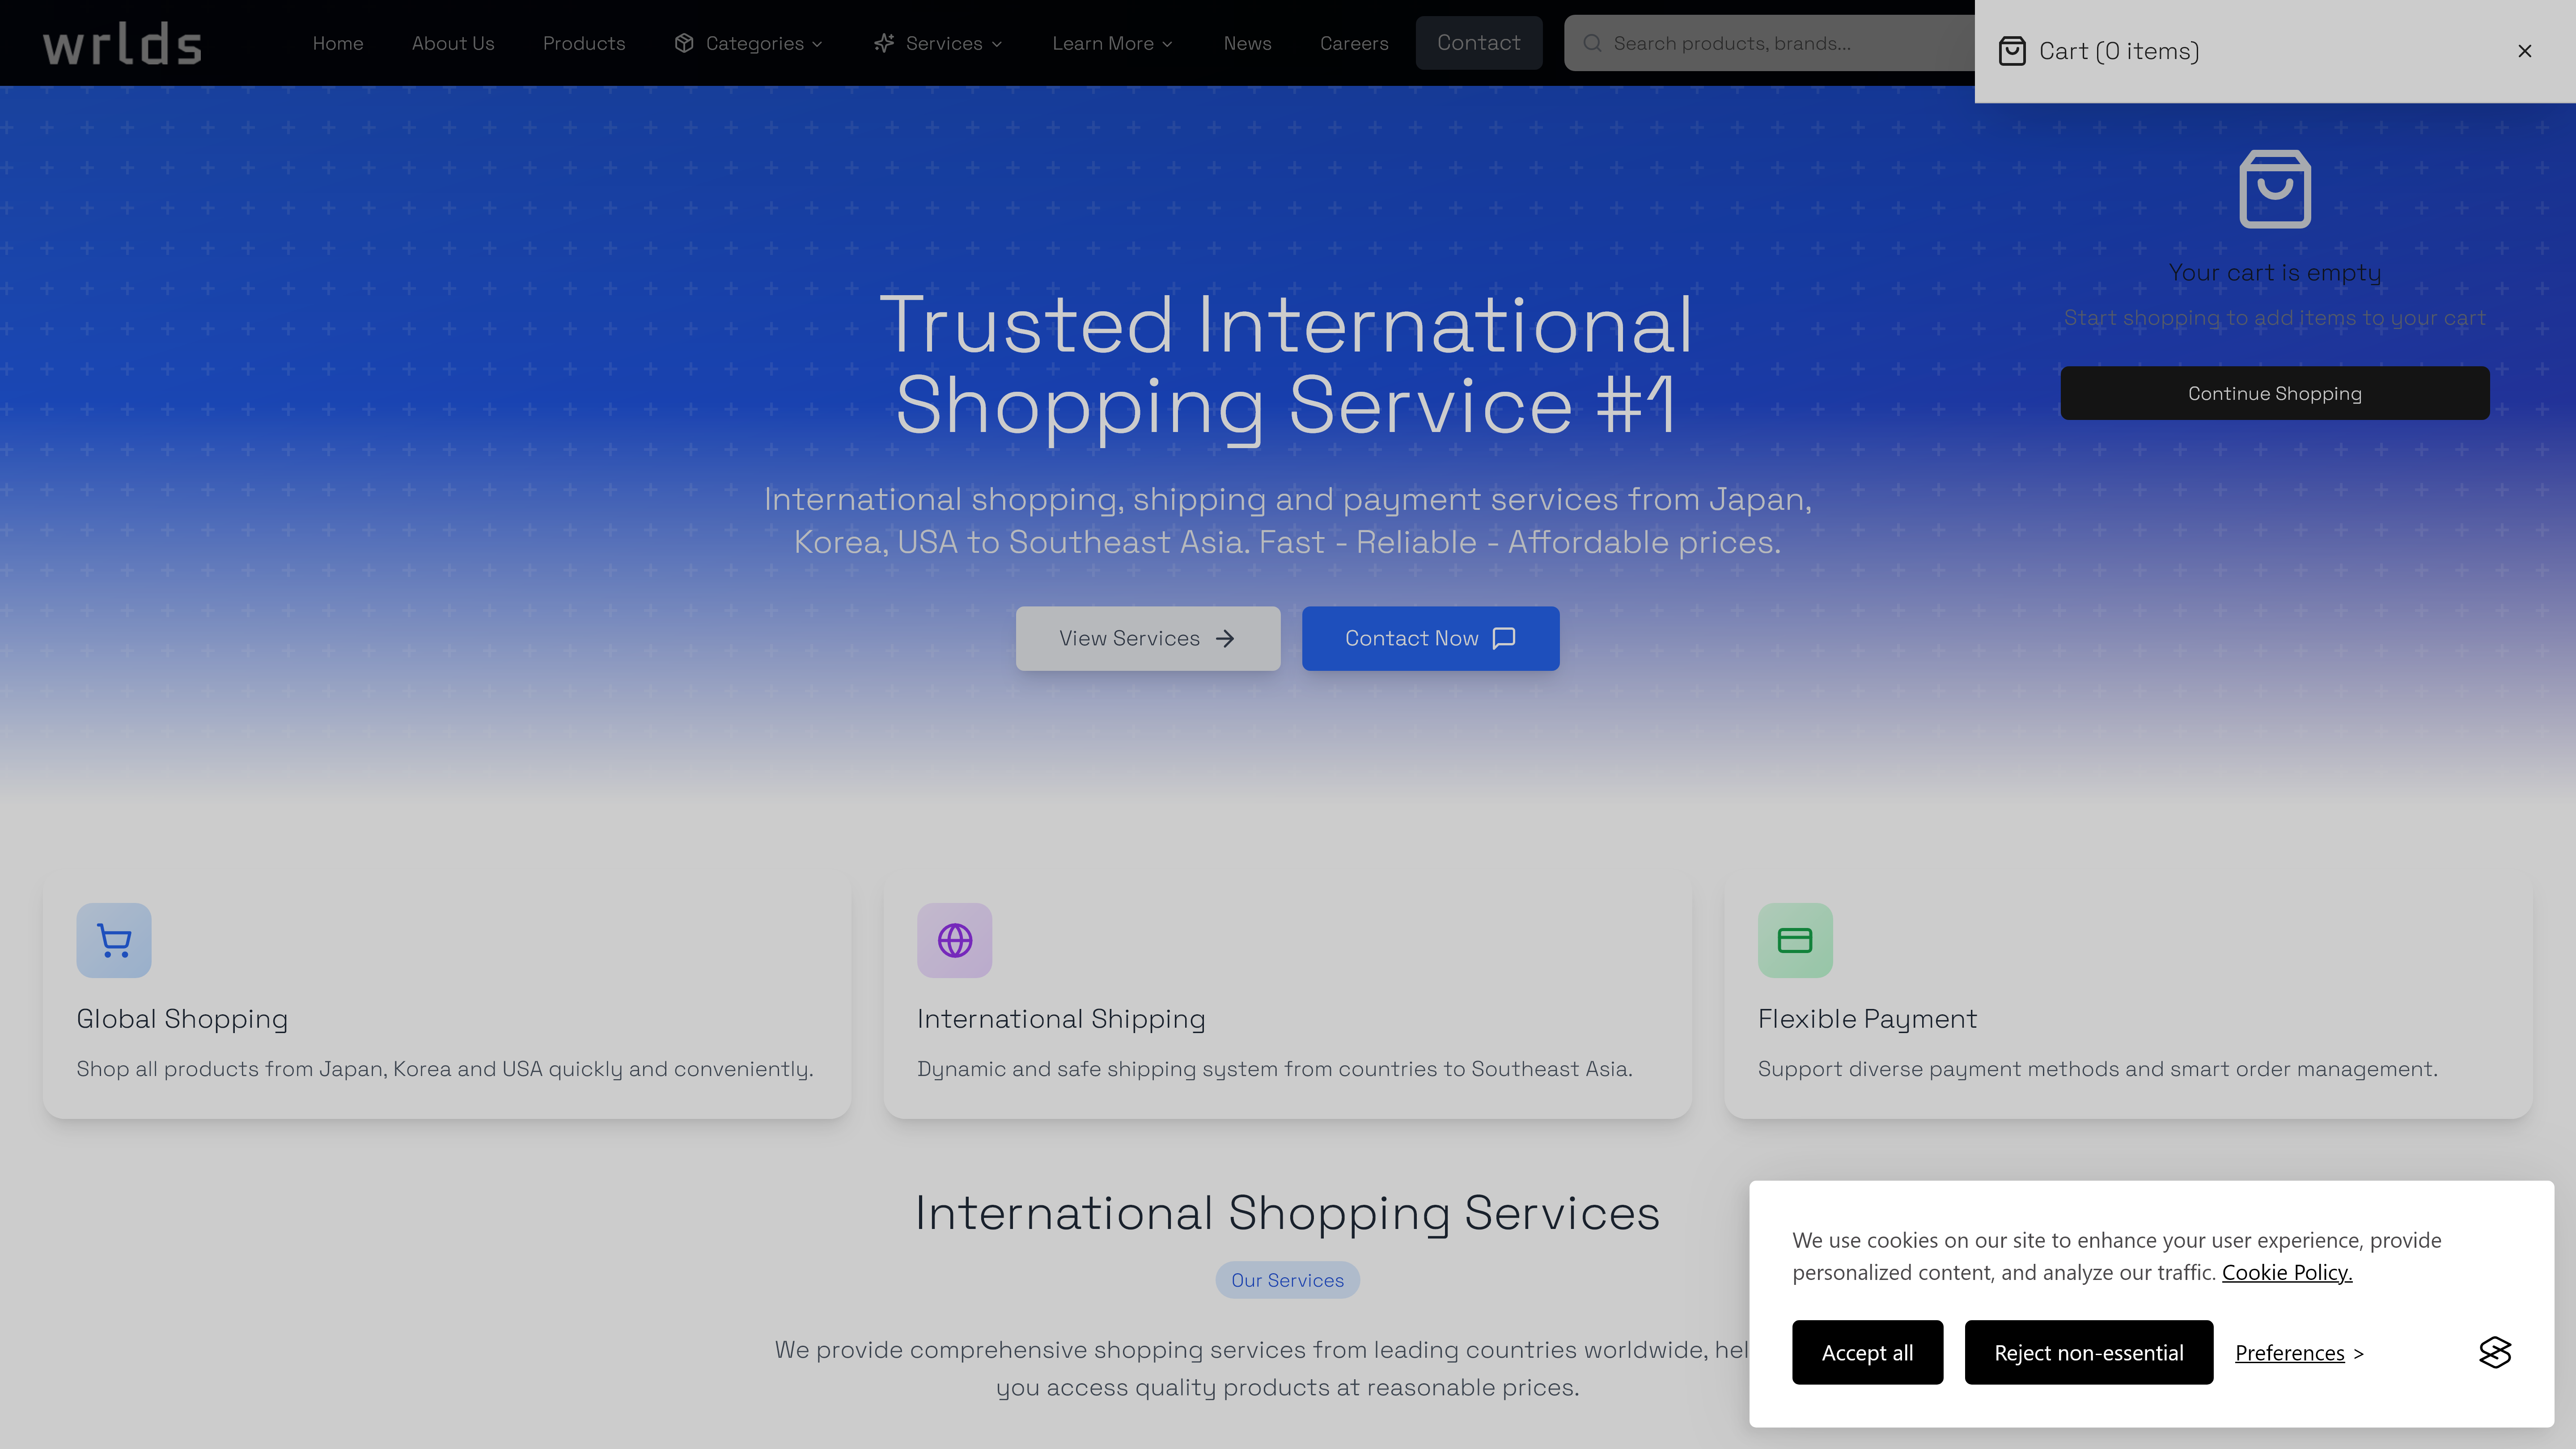 wrlds
Home
About Us
Products
Categories
Services
Learn More
News
Careers
Contact
Search products, brands...
Cart (0 items)
Your cart is empty
Start shopping to add items to your cart
Continue Shopping
Trusted International
Shopping Service #1
International shopping, shipping and payment services from Japan,
Korea, USA to Southeast Asia. Fast - Reliable - Affordable prices.
View Services
Contact Now
Global Shopping
Shop all products from Japan, Korea and USA quickly and conveniently.
International Shipping
Dynamic and safe shipping system from countries to Southeast Asia.
Flexible Payment
Support diverse payment methods and smart order management.
International Shopping Services
Our Services
We provide comprehensive shopping services from leading countries worldwide,
you access quality products at reasonable prices.
We use cookies on our site to enhance your user experience, provide
personalized content, and analyze our traffic. Cookie Policy.
Accept all
Reject non-essential
Preferences >